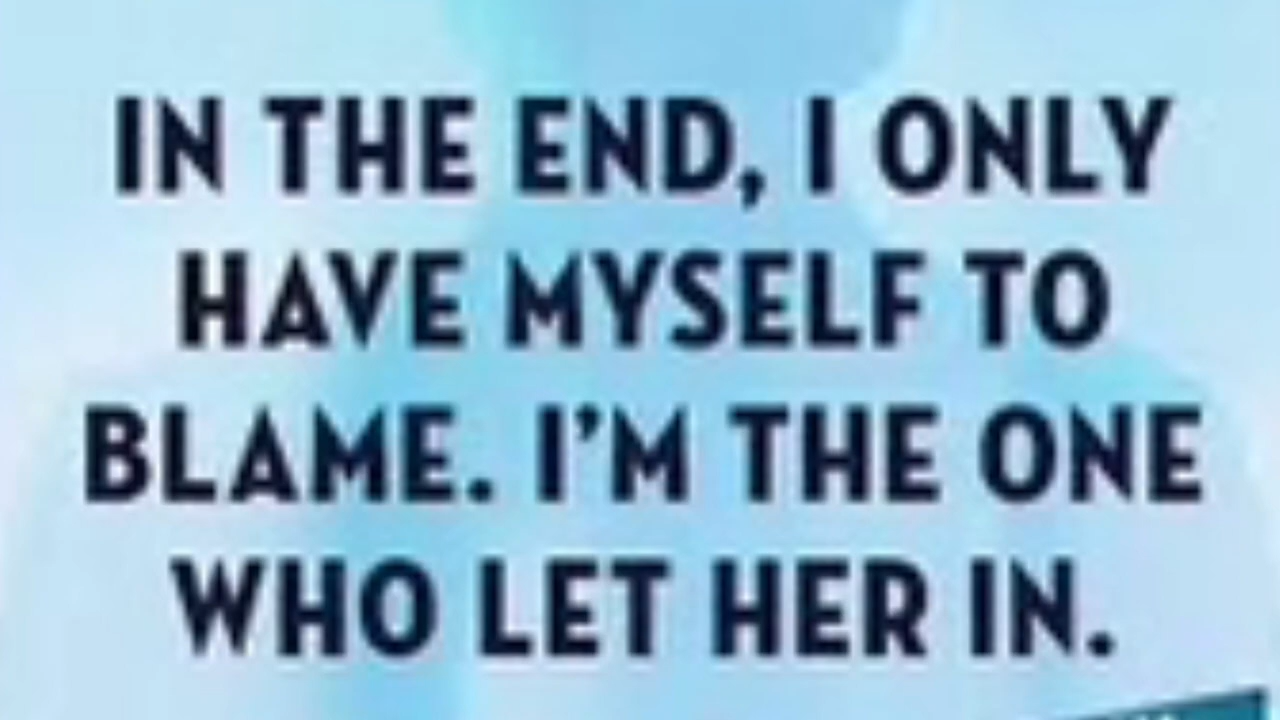 IN THE END, I ONLY
HAVE MYSELF TO
BLAME. I’M THE ONE
WHO LET HER IN.